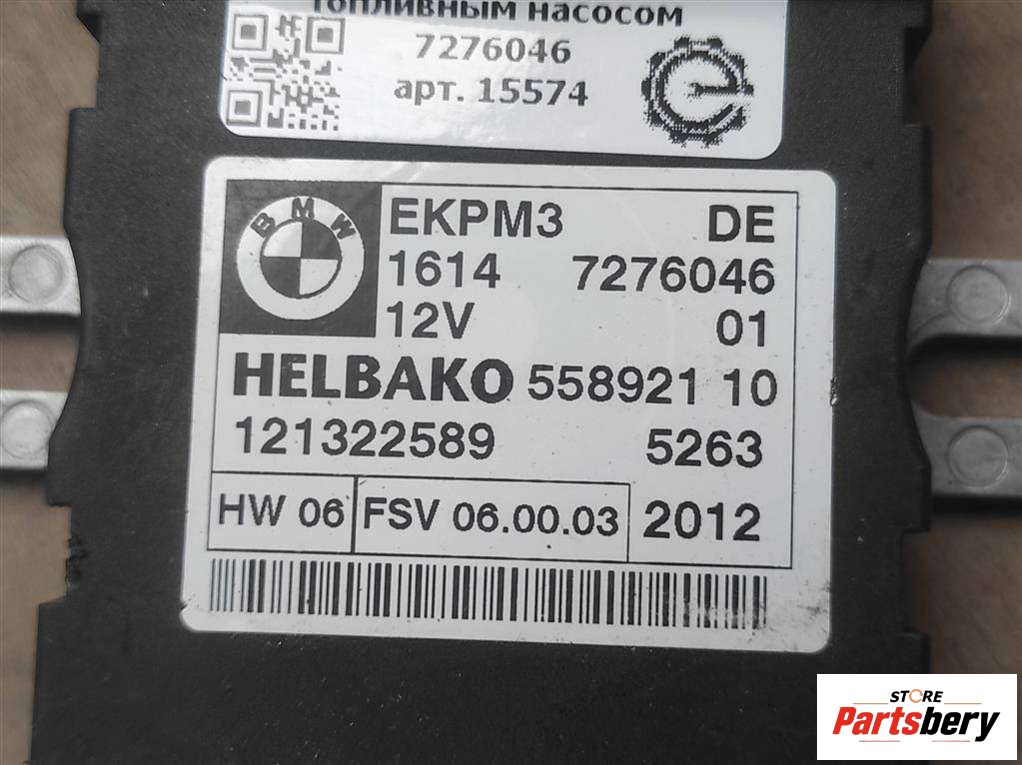 топливным насосом
7276046
арт. 15574
BMW
EKPM3 DE
1614 7276046
12V 01
HELBAKO 558921 10
121322589 5263
HW 06 FSV 06.00.03 2012
STORE
Partsbery